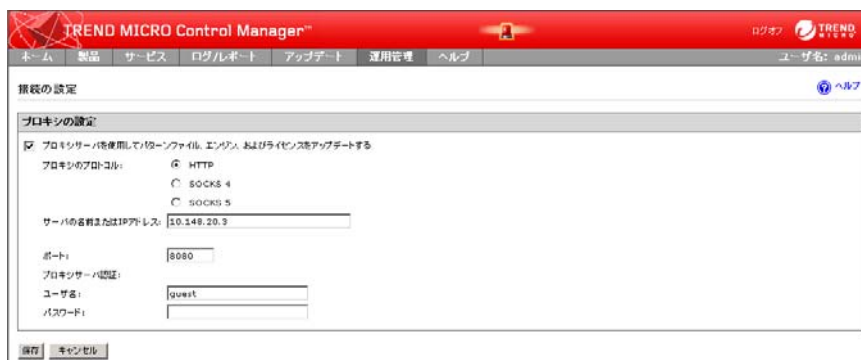 TREND MICRO Control Manager™
ログオフ TREND MICRO
ホーム 製品 サービス ログ/レポート アップデート 運用管理 ヘルプ ユーザ名: admi
接続の設定 ヘルプ
プロキシの設定
プロキシサーバを使用してパターンファイル、エンジン、およびライセンスをアップデートする
プロキシのプロトコル: HTTP
SOCKS 4
SOCKS 5
サーバの名前またはIPアドレス: 10.148.20.3
ポート: 8080
プロキシサーバ認証:
ユーザ名: guest
パスワード:
保存 キャンセル